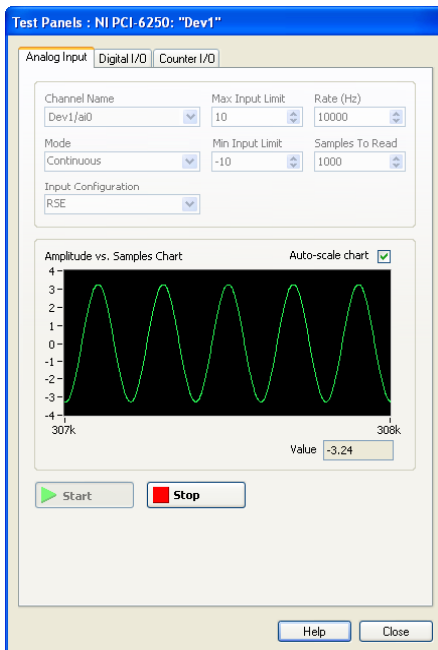 Test Panels : NI PCI-6250: "Dev1"
Analog Input Digital I/O Counter I/O
Channel Name Max Input Limit Rate (Hz)
Dev1/ai0 10 10000
Mode Min Input Limit Samples To Read
Continuous -10 1000
Input Configuration
RSE
Amplitude vs. Samples Chart Auto-scale chart
4
3
2
1
0
-1
-2
-3
-4
307k 308k
Value -3.24
Start Stop
Help Close